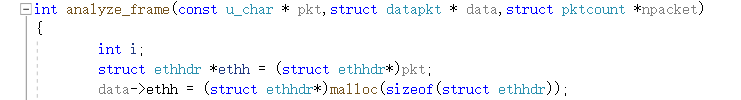 int analyze_frame(const u_char * pkt,struct datapkt * data,struct pktcount *npacket)
{
int i;
struct ethhdr *ethh = (struct ethhdr*)pkt;
data->ethh = (struct ethhdr*)malloc(sizeof(struct ethhdr));